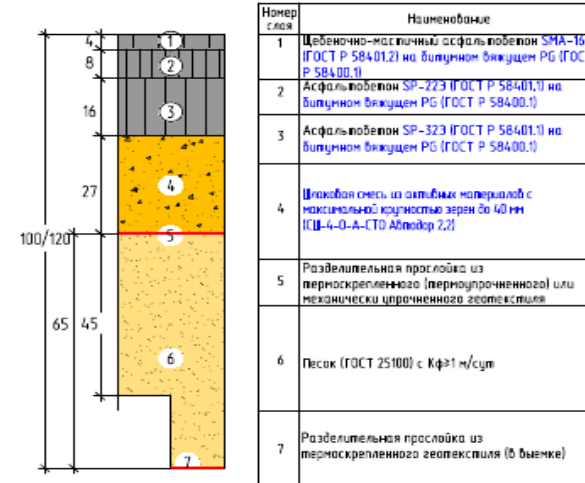 Номер слоя
Наименование
1
Щебеночно-мастичный асфальтобетон SMA-16
(ГОСТ Р 58401.2) на битумном вяжущем PG (ГОСТ
Р 58400.1)
2
Асфальтобетон SP-22Э (ГОСТ Р 58401.1) на
битумном вяжущем PG (ГОСТ Р 58400.1)
3
Асфальтобетон SP-32Э (ГОСТ Р 58401.1) на
битумном вяжущем PG (ГОСТ Р 58400.1)
4
Шлаковая смесь из активных материалов с
максимальной крупностью зерен до 40 мм
(СШ-4-0-А-СТО Автодор 2.2)
5
Разделительная прослойка из
термоскрепленного (термоупрочненного) или
механически упрочненного геотекстиля
6
Песок (ГОСТ 25100) с Кф≥1 м/сут
7
Разделительная прослойка из
термоскрепленного геотекстиля (в выемке)
4
8
16
27
100/120
65
45
1
2
3
4
5
6
7